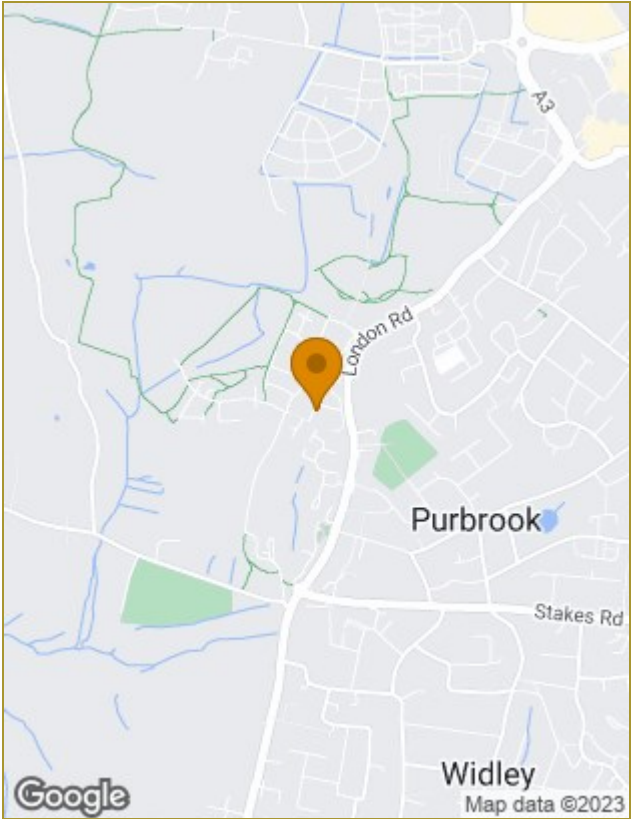 A3
London Rd
Purbrook
Stakes Rd
Widley
Google
Map data ©2023